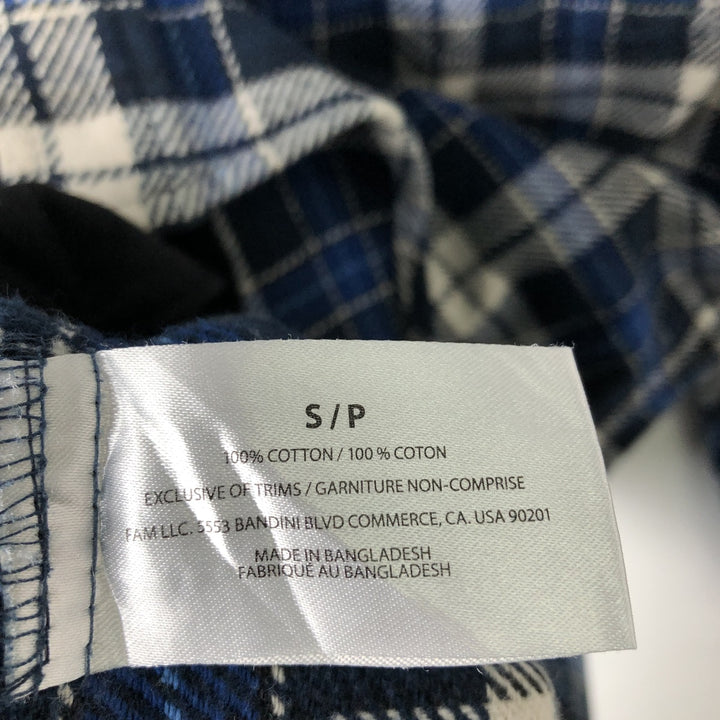 S / P
100% COTTON / 100 % COTON
EXCLUSIVE OF TRIMS / GARNITURE NON-COMPRISE
FAM LLC. 5553 BANDINI BLVD COMMERCE, CA. USA 90201
MADE IN BANGLADESH
FABRIQUÉ AU BANGLADESH